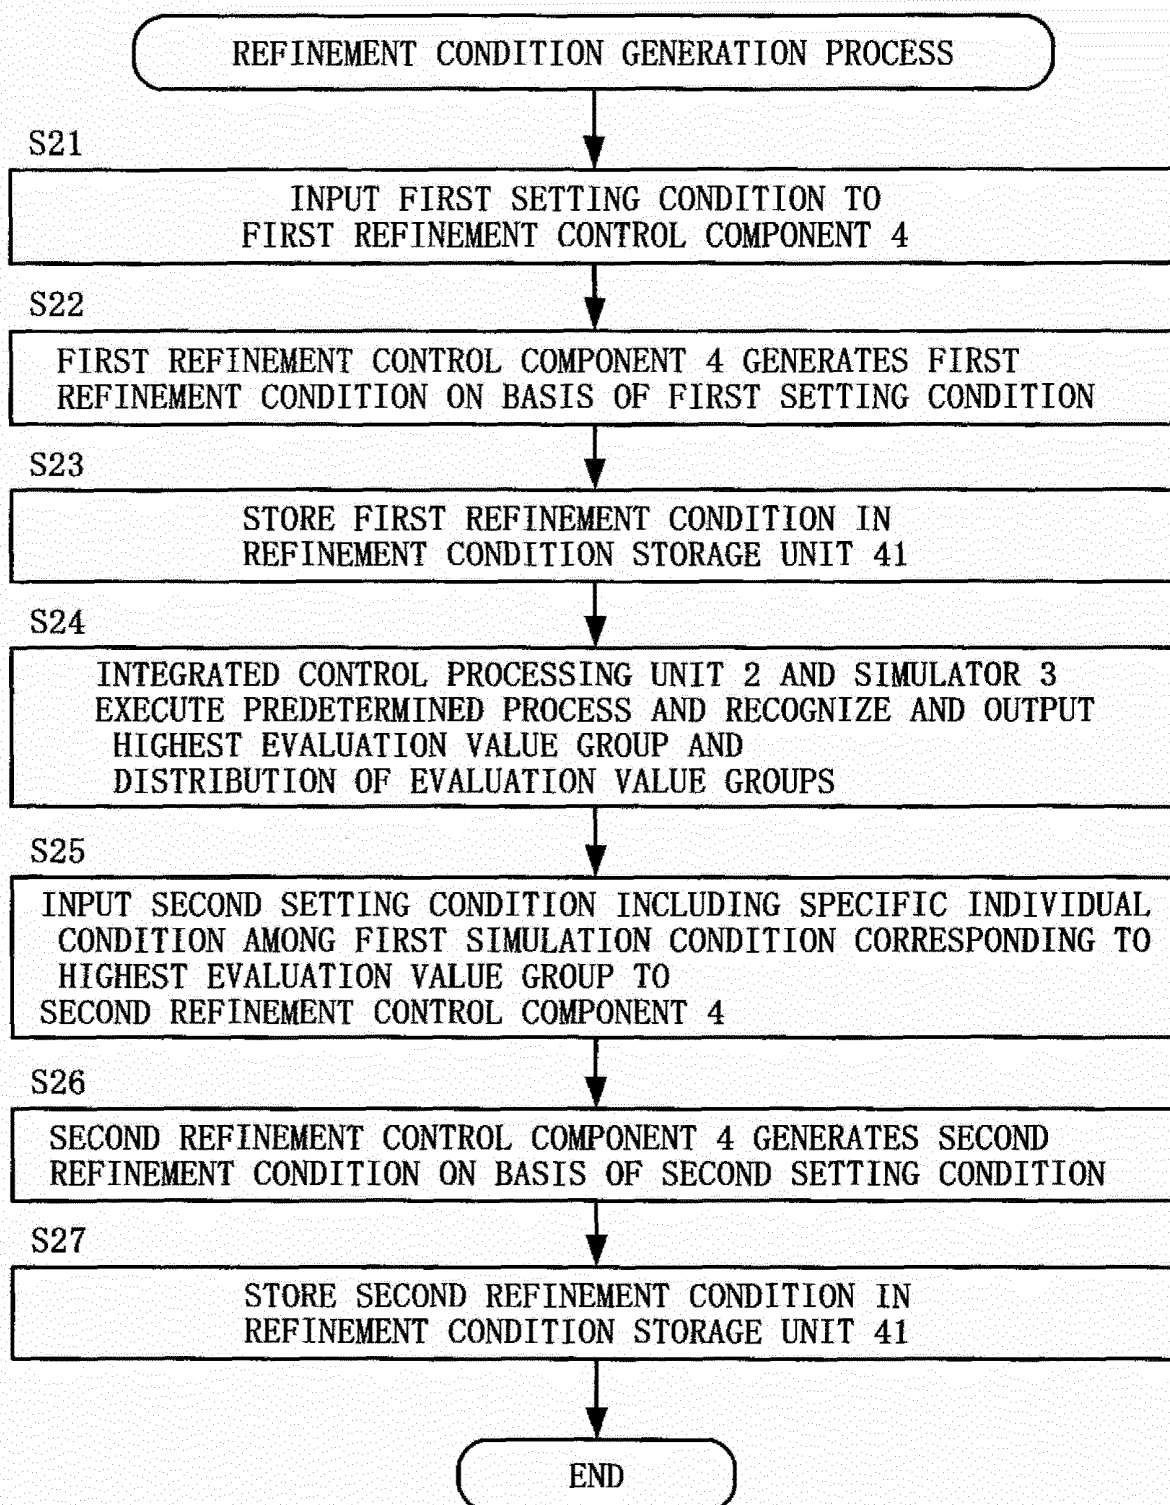 REFINEMENT CONDITION GENERATION PROCESS
S21
INPUT FIRST SETTING CONDITION TO
FIRST REFINEMENT CONTROL COMPONENT 4
S22
FIRST REFINEMENT CONTROL COMPONENT 4 GENERATES FIRST
REFINEMENT CONDITION ON BASIS OF FIRST SETTING CONDITION
S23
STORE FIRST REFINEMENT CONDITION IN
REFINEMENT CONDITION STORAGE UNIT 41
S24
INTEGRATED CONTROL PROCESSING UNIT 2 AND SIMULATOR 3
EXECUTE PREDETERMINED PROCESS AND RECOGNIZE AND OUTPUT
HIGHEST EVALUATION VALUE GROUP AND
DISTRIBUTION OF EVALUATION VALUE GROUPS
S25
INPUT SECOND SETTING CONDITION INCLUDING SPECIFIC INDIVIDUAL
CONDITION AMONG FIRST SIMULATION CONDITION CORRESPONDING TO
HIGHEST EVALUATION VALUE GROUP TO
SECOND REFINEMENT CONTROL COMPONENT 4
S26
SECOND REFINEMENT CONTROL COMPONENT 4 GENERATES SECOND
REFINEMENT CONDITION ON BASIS OF SECOND SETTING CONDITION
S27
STORE SECOND REFINEMENT CONDITION IN
REFINEMENT CONDITION STORAGE UNIT 41
END